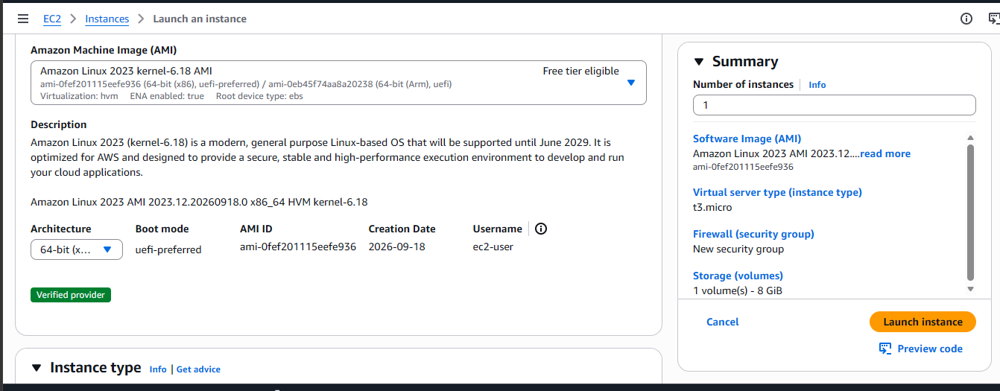 EC2 > Instances > Launch an instance
Amazon Machine Image (AMI)
Amazon Linux 2023 kernel-6.18 AMI
Free tier eligible
ami-0fef201115eefe936 (64-bit (x86), uefi-preferred) / ami-0eb45f74aa8a20238 (64-bit (Arm), uefi)
Virtualization: hvm ENA enabled: true Root device type: ebs
Description
Amazon Linux 2023 (kernel-6.18) is a modern, general purpose Linux-based OS that will be supported until June 2029. It is
optimized for AWS and designed to provide a secure, stable and high-performance execution environment to develop and run
your cloud applications.
Amazon Linux 2023 AMI 2023.12.20260918.0 x86_64 HVM kernel-6.18
Architecture Boot mode AMI ID Creation Date Username
64-bit (x... uefi-preferred ami-0fef201115eefe936 2026-09-18 ec2-user
Verified provider
Instance type Info | Get advice
Summary
Number of instances Info
1
Software Image (AMI)
Amazon Linux 2023 AMI 2023.12....read more
ami-0fef201115eefe936
Virtual server type (instance type)
t3.micro
Firewall (security group)
New security group
Storage (volumes)
1 volume(s) - 8 GiB
Cancel
Launch instance
Preview code